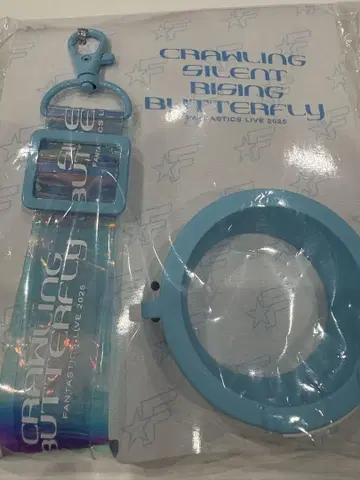 CRAWLING
SILENT
RISING
BUTTERFLY
FANTASTICS LIVE 2025
CRAWLING
BUTTERFLY
FANTASTICS LIVE 2025